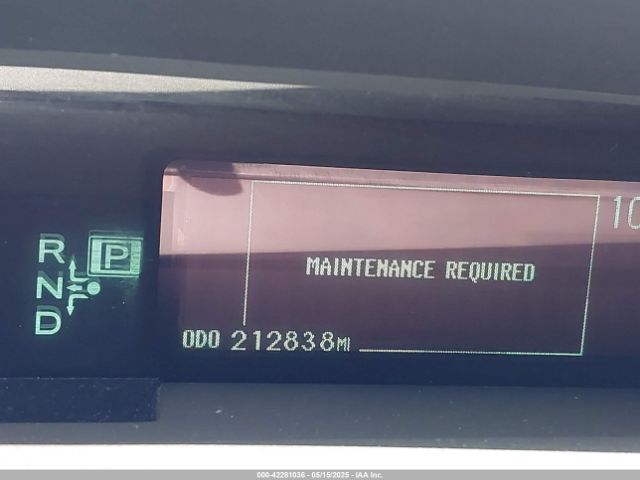 10
R P
N
D
MAINTENANCE REQUIRED
ODO 212838MI
000-42281036 - 05/15/2025 - IAA Inc.